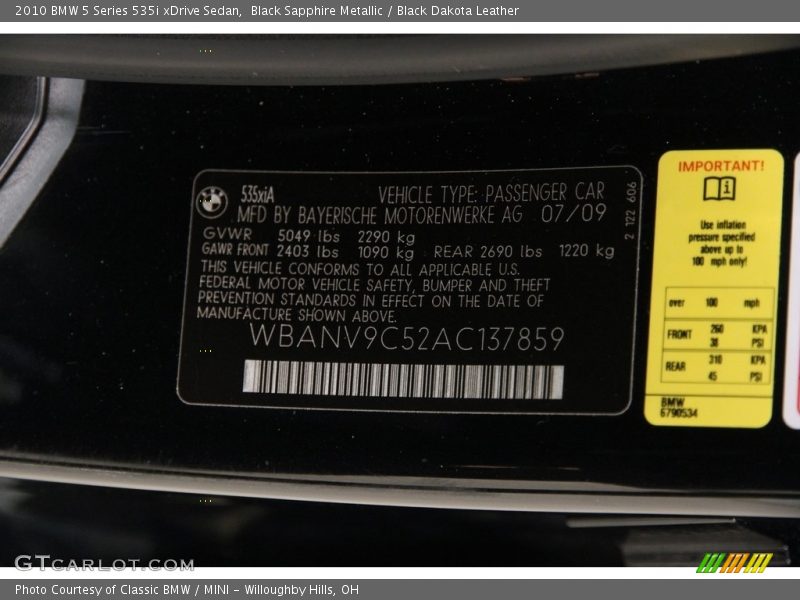 2010 BMW 5 Series 535i xDrive Sedan,  Black Sapphire Metallic / Black Dakota Leather
535xiA
VEHICLE TYPE: PASSENGER CAR
MFD BY BAYERISCHE MOTORENWERKE AG 07/09
GVWR 5049 lbs 2290 kg
GAWR FRONT 2403 lbs 1090 kg REAR 2690 lbs 1220 kg
THIS VEHICLE CONFORMS TO ALL APPLICABLE U.S.
FEDERAL MOTOR VEHICLE SAFETY, BUMPER AND THEFT
PREVENTION STANDARDS IN EFFECT ON THE DATE OF
MANUFACTURE SHOWN ABOVE.
WBANV9C52AC137859
2 122 606
IMPORTANT!
Use inflation
pressure specified
above up to
100 mph only!
over 100 mph
FRONT 260 KPA
38 PSI
REAR 310 KPA
45 PSI
BMW
6790534
GTCARLOT.COM
Photo Courtesy of Classic BMW / MINI - Willoughby Hills, OH